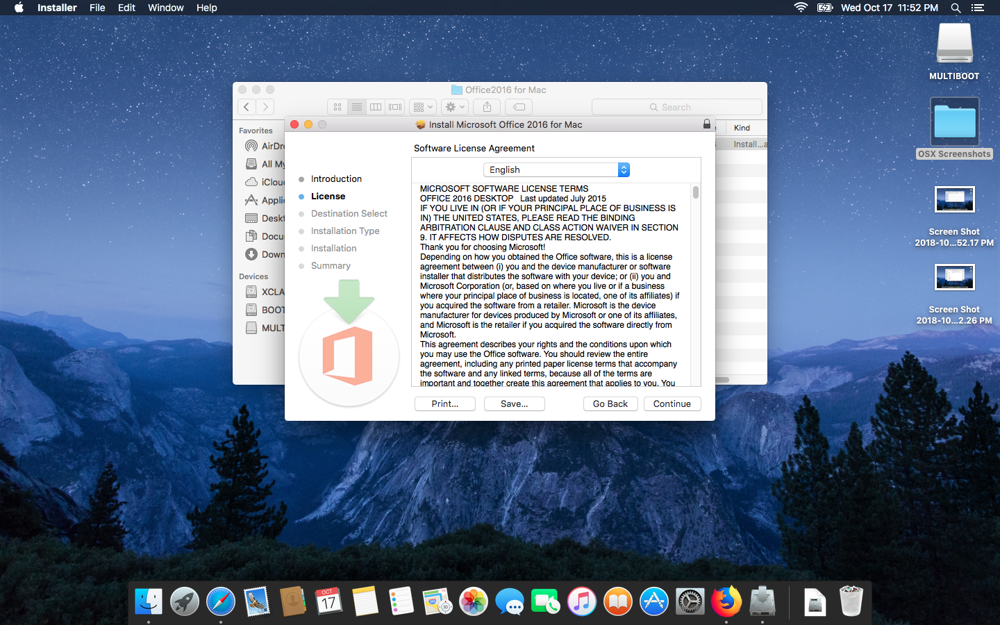 Installer File Edit Window Help
Wed Oct 17 11:52 PM
MULTIBOOT
OSX Screenshots
Screen Shot
2018-10...52.17 PM
Screen Shot
2018-10...2.26 PM
Office2016 for Mac
Search
Kind
Install...a
Favorites
AirDr
All My
iClou
Applic
Deskt
Docu
Down
Devices
XCLA
BOOT
MULT
Install Microsoft Office 2016 for Mac
Software License Agreement
Introduction
License
Destination Select
Installation Type
Installation
Summary
English
MICROSOFT SOFTWARE LICENSE TERMS
OFFICE 2016 DESKTOP Last updated July 2015
IF YOU LIVE IN (OR IF YOUR PRINCIPAL PLACE OF BUSINESS IS
IN) THE UNITED STATES, PLEASE READ THE BINDING
ARBITRATION CLAUSE AND CLASS ACTION WAIVER IN SECTION
9. IT AFFECTS HOW DISPUTES ARE RESOLVED.
Thank you for choosing Microsoft!
Depending on how you obtained the Office software, this is a license
agreement between (i) you and the device manufacturer or software
installer that distributes the software with your device; or (ii) you and
Microsoft Corporation (or, based on where you live or if a business
where your principal place of business is located, one of its affiliates) if
you acquired the software from a retailer. Microsoft is the device
manufacturer for devices produced by Microsoft or one of its affiliates,
and Microsoft is the retailer if you acquired the software directly from
Microsoft.
This agreement describes your rights and the conditions upon which
you may use the Office software. You should review the entire
agreement, including any printed paper license terms that accompany
the software and any linked terms, because all of the terms are
important and together create this agreement that applies to you. You
Print... Save... Go Back Continue
OCT
17
3D